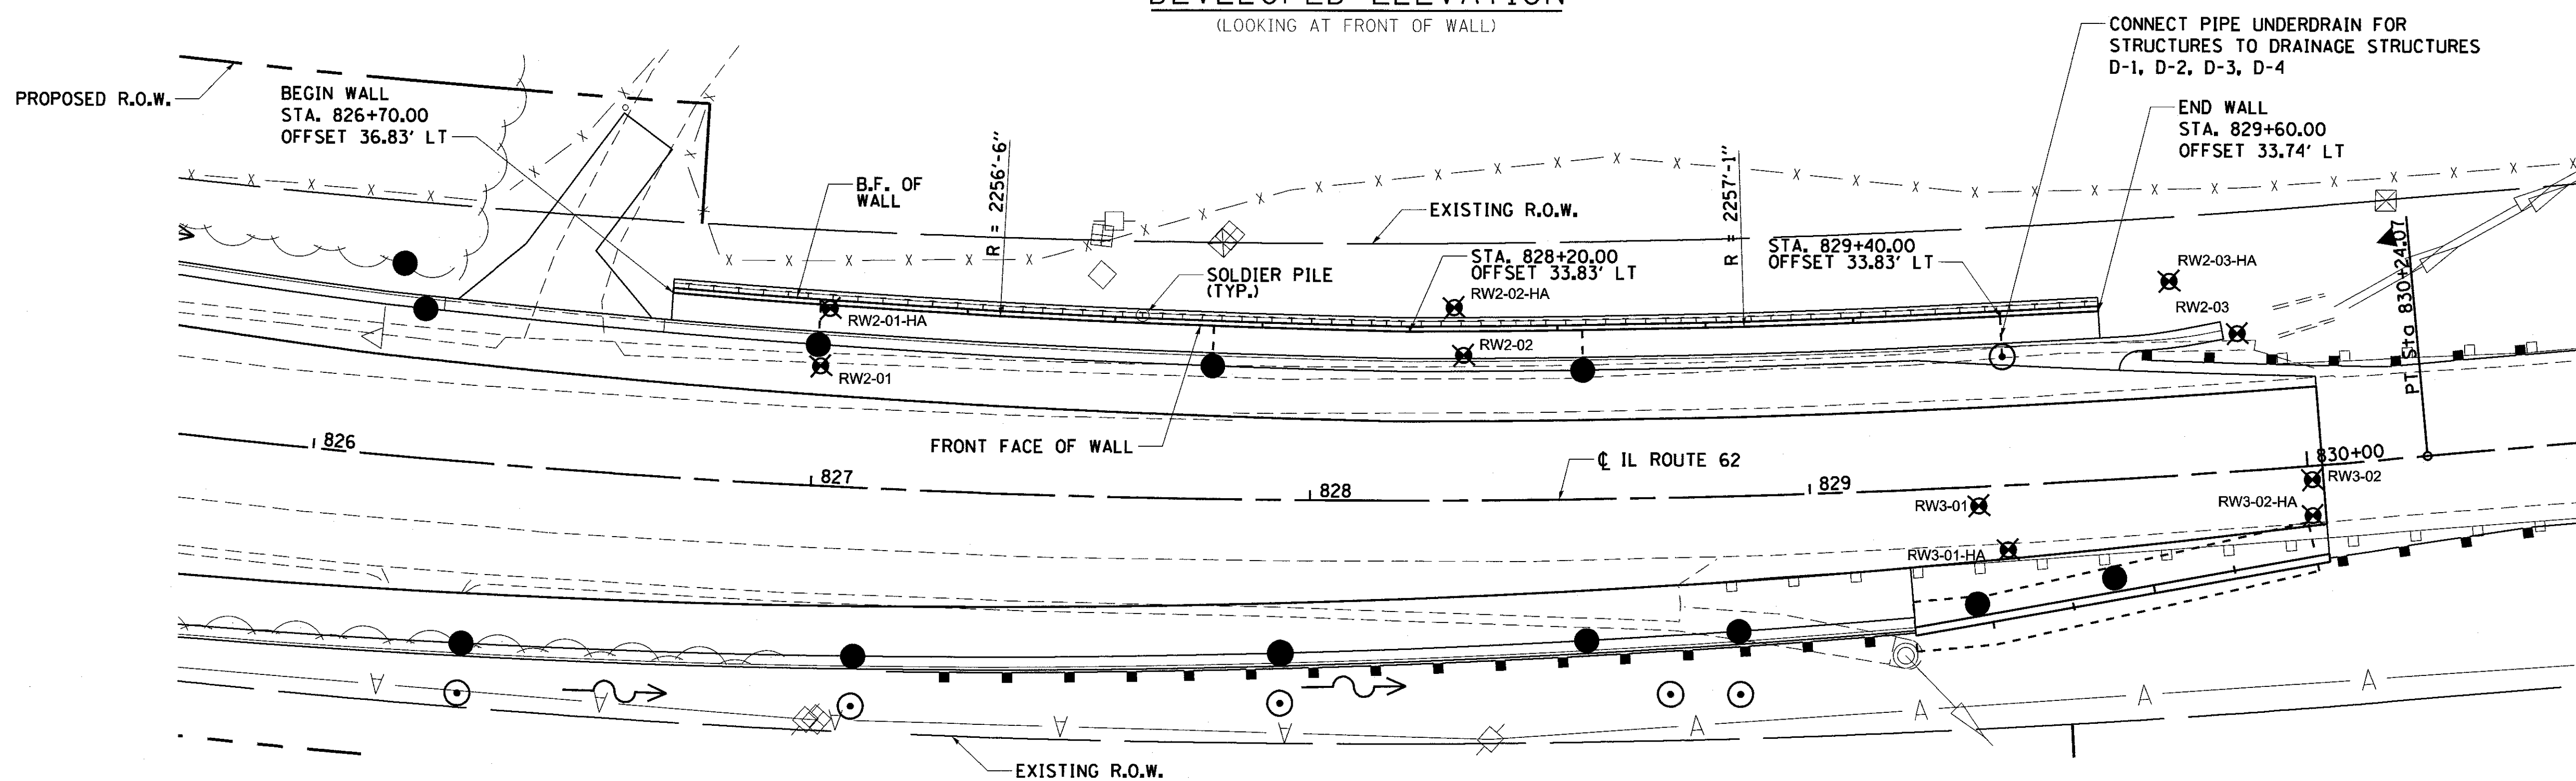 DEVELOPED ELEVATION
(LOOKING AT FRONT OF WALL)
CONNECT PIPE UNDERDRAIN FOR
STRUCTURES TO DRAINAGE STRUCTURES
D-1, D-2, D-3, D-4
PROPOSED R.O.W.
BEGIN WALL
STA. 826+70.00
OFFSET 36.83' LT
END WALL
STA. 829+60.00
OFFSET 33.74' LT
B.F. OF
WALL
R = 2256'-6"
EXISTING R.O.W.
R = 2257'-1"
SOLDIER PILE
(TYP.)
STA. 828+20.00
OFFSET 33.83' LT
STA. 829+40.00
OFFSET 33.83' LT
RW2-01-HA
RW2-02-HA
RW2-03-HA
RW2-03
RW2-01
RW2-02
PT Sta 830+24.07
FRONT FACE OF WALL
℄ IL ROUTE 62
826
827
828
829
830+00
RW3-01
RW3-02
RW3-02-HA
RW3-01-HA
EXISTING R.O.W.